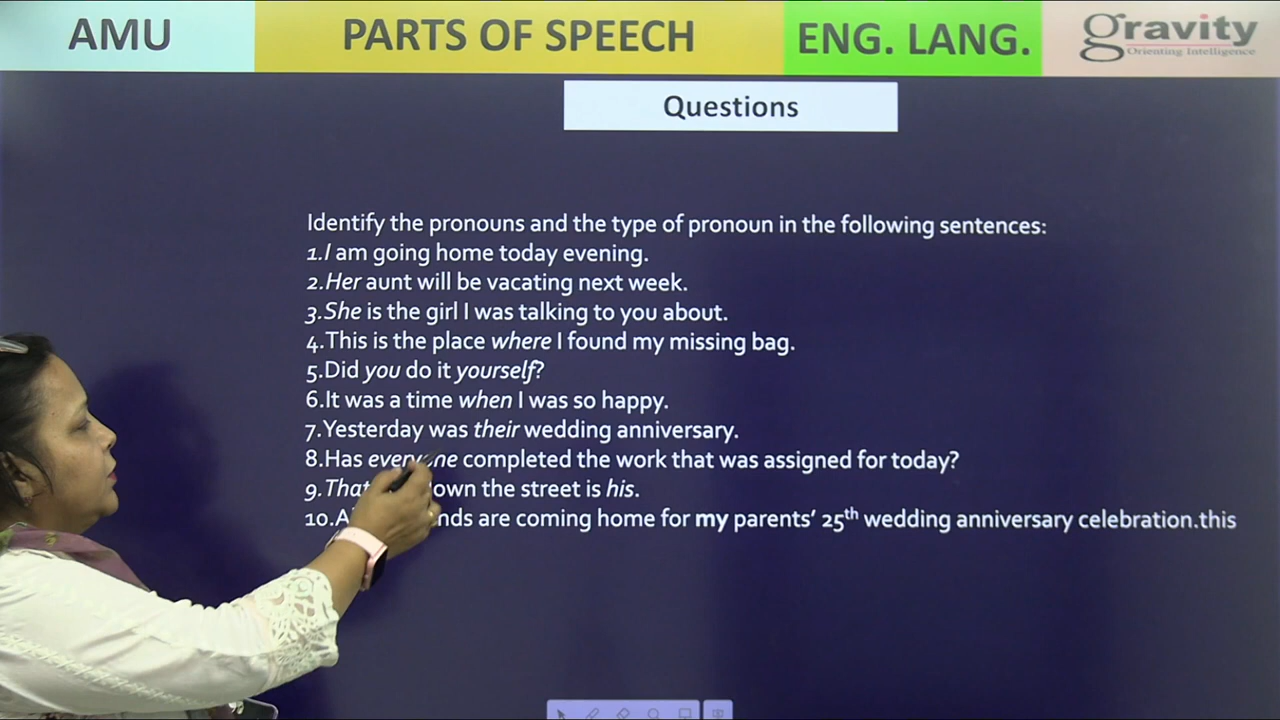 AMU
PARTS OF SPEECH
ENG. LANG.
gravity
Orienting Intelligence
Questions
Identify the pronouns and the type of pronoun in the following sentences:
1.I am going home today evening.
2.Her aunt will be vacating next week.
3.She is the girl I was talking to you about.
4.This is the place where I found my missing bag.
5.Did you do it yourself?
6.It was a time when I was so happy.
7.Yesterday was their wedding anniversary.
8.Has everyone completed the work that was assigned for today?
9.That down the street is his.
10. are coming home for my parents’ 25th wedding anniversary celebration.this